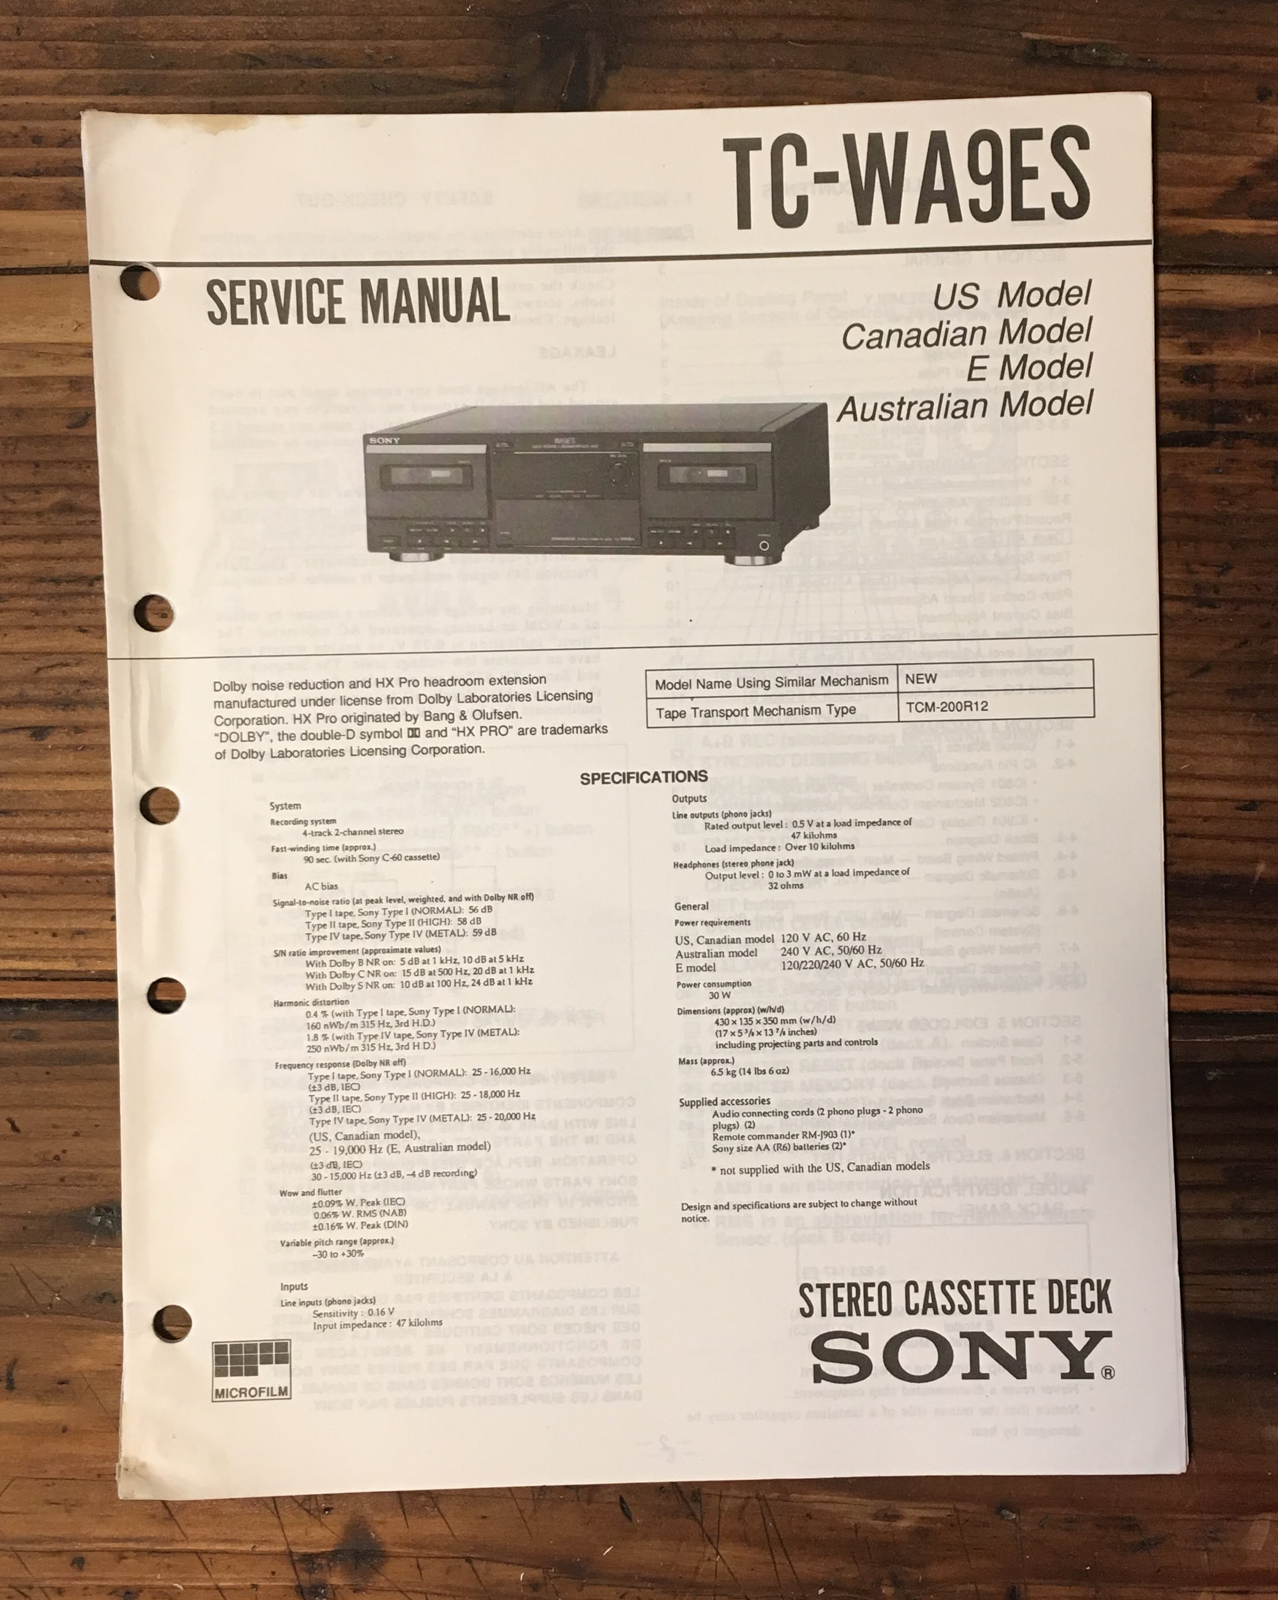 TC-WA9ES
SERVICE MANUAL
US Model
Canadian Model
E Model
Australian Model
SONY
Dolby noise reduction and HX Pro headroom extension
manufactured under license from Dolby Laboratories Licensing
Corporation. HX Pro originated by Bang & Olufsen.
“DOLBY”, the double-D symbol and “HX PRO” are trademarks
of Dolby Laboratories Licensing Corporation.
Model Name Using Similar Mechanism NEW
Tape Transport Mechanism Type TCM-200R12
SPECIFICATIONS
System
Recording system
4-track 2-channel stereo
Fast-winding time (approx.)
90 sec. (with Sony C-60 cassette)
Bias
AC bias
Signal-to-noise ratio (at peak level, weighted, and with Dolby NR off)
Type I tape, Sony Type I (NORMAL): 56 dB
Type II tape, Sony Type II (HIGH): 58 dB
Type IV tape, Sony Type IV (METAL): 59 dB
S/N ratio improvement (approximate values)
With Dolby B NR on: 5 dB at 1 kHz, 10 dB at 5 kHz
With Dolby C NR on: 15 dB at 500 Hz, 20 dB at 1 kHz
With Dolby S NR on: 10 dB at 100 Hz, 24 dB at 1 kHz
Harmonic distortion
0.4 % (with Type I tape, Sony Type I (NORMAL):
160 nWb/m 315 Hz, 3rd H.D.)
1.8 % (with Type IV tape, Sony Type IV (METAL):
250 nWb/m 315 Hz, 3rd H.D.)
Frequency response (Dolby NR off)
Type I tape, Sony Type I (NORMAL): 25 - 16,000 Hz
(±3 dB, IEC)
Type II tape, Sony Type II (HIGH): 25 - 18,000 Hz
(±3 dB, IEC)
Type IV tape, Sony Type IV (METAL): 25 - 20,000 Hz
(US, Canadian model),
25 - 19,000 Hz (E, Australian model)
(±3 dB, IEC)
30 - 15,000 Hz (±3 dB, –4 dB recording)
Wow and flutter
±0.09% W. Peak (IEC)
0.06% W. RMS (NAB)
±0.16% W. Peak (DIN)
Variable pitch range (approx.)
–30 to +30%
Inputs
Line inputs (phono jacks)
Sensitivity : 0.16 V
Input impedance : 47 kilohms
Outputs
Line outputs (phono jacks)
Rated output level : 0.5 V at a load impedance of
47 kilohms
Load impedance : Over 10 kilohms
Headphones (stereo phone jack)
Output level : 0 to 3 mW at a load impedance of
32 ohms
General
Power requirements
US, Canadian model 120 V AC, 60 Hz
Australian model 240 V AC, 50/60 Hz
E model 120/220/240 V AC, 50/60 Hz
Power consumption
30 W
Dimensions (approx) (w/h/d)
430 × 135 × 350 mm (w/h/d)
(17 × 5 3/8 × 13 7/8 inches)
including projecting parts and controls
Mass (approx.)
6.5 kg (14 lbs 6 oz)
Supplied accessories
Audio connecting cords (2 phono plugs - 2 phono
plugs) (2)
Remote commander RM-J903 (1)*
Sony size AA (R6) batteries (2)*
* not supplied with the US, Canadian models
Design and specifications are subject to change without
notice.
MICROFILM
STEREO CASSETTE DECK
SONY®